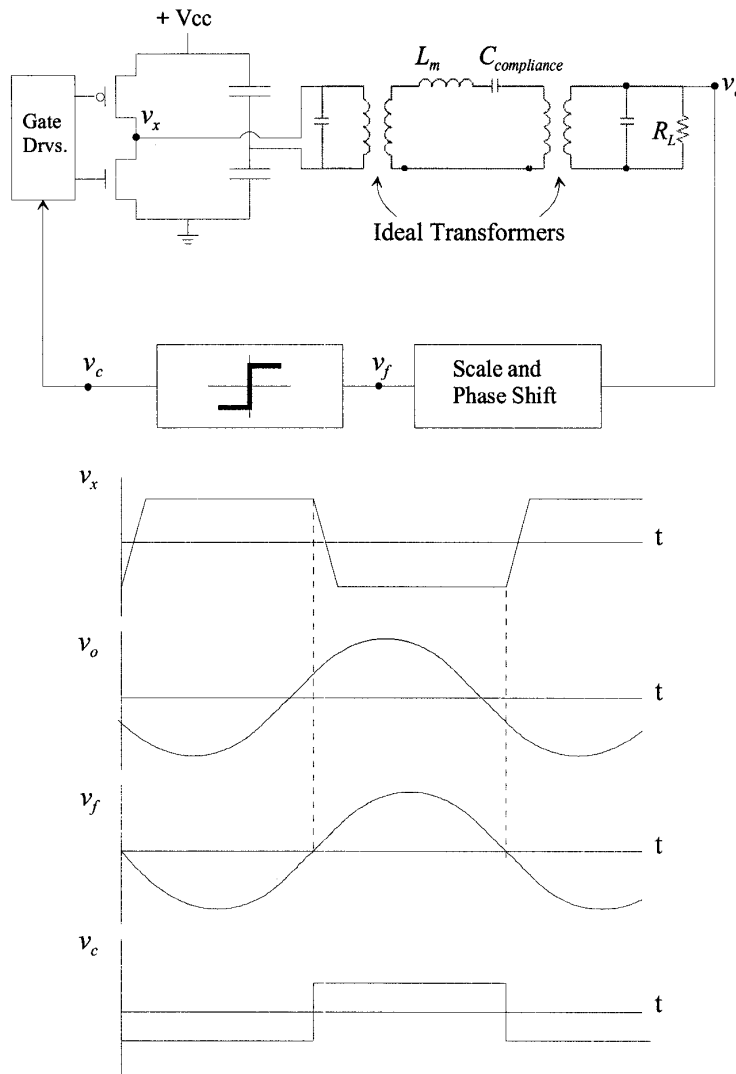 + Vcc
Gate
Drvs.
v_x
L_m
C_compliance
R_L
Ideal Transformers
v_c
v_f
Scale and
Phase Shift
v_x
t
v_o
t
v_f
t
v_c
t